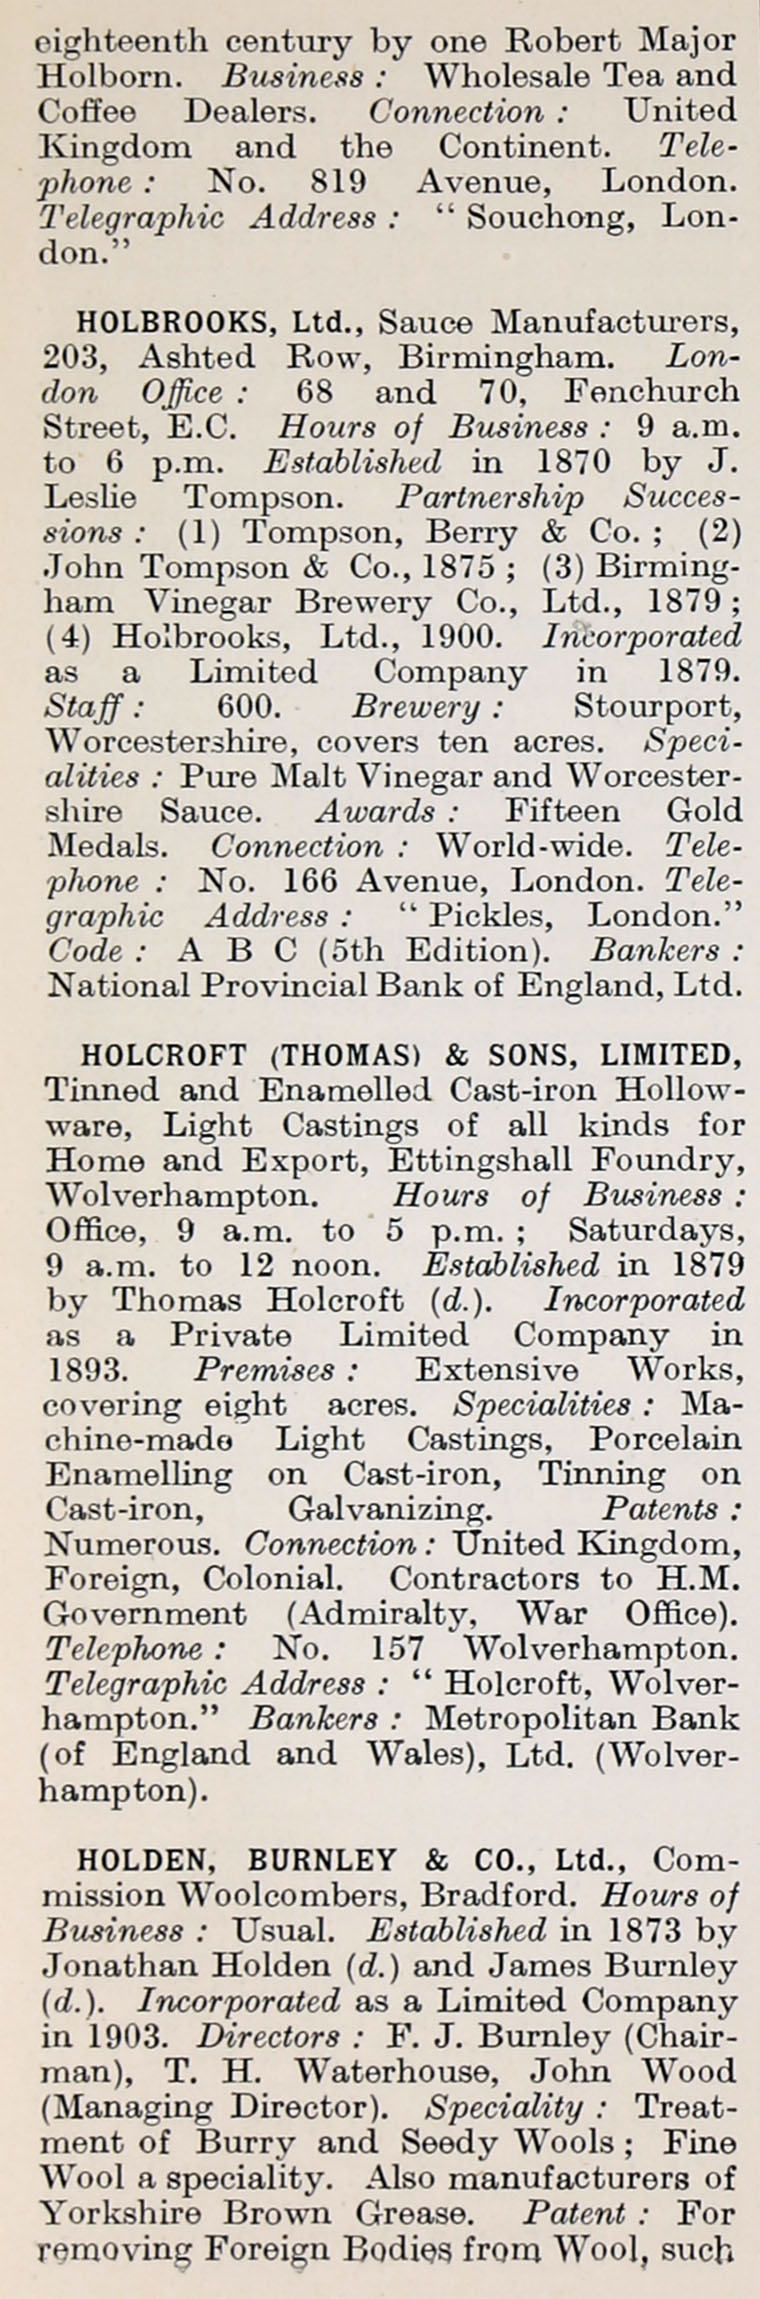 eighteenth century by one Robert Major
Holborn. Business : Wholesale Tea and
Coffee Dealers. Connection : United
Kingdom and the Continent. Tele-
phone : No. 819 Avenue, London.
Telegraphic Address : “ Souchong, Lon-
don.”
HOLBROOKS, Ltd., Sauce Manufacturers,
203, Ashted Row, Birmingham. Lon-
don Office : 68 and 70, Fenchurch
Street, E.C. Hours of Business : 9 a.m.
to 6 p.m. Established in 1870 by J.
Leslie Tompson. Partnership Succes-
sions : (1) Tompson, Berry & Co. ; (2)
John Tompson & Co., 1875 ; (3) Birming-
ham Vinegar Brewery Co., Ltd., 1879 ;
(4) Holbrooks, Ltd., 1900. Incorporated
as a Limited Company in 1879.
Staff : 600. Brewery : Stourport,
Worcestershire, covers ten acres. Speci-
alities : Pure Malt Vinegar and Worcester-
shire Sauce. Awards : Fifteen Gold
Medals. Connection : World-wide. Tele-
phone : No. 166 Avenue, London. Tele-
graphic Address : “ Pickles, London.”
Code : A B C (5th Edition). Bankers :
National Provincial Bank of England, Ltd.
HOLCROFT (THOMAS) & SONS, LIMITED,
Tinned and Enamelled Cast-iron Hollow-
ware, Light Castings of all kinds for
Home and Export, Ettingshall Foundry,
Wolverhampton. Hours of Business :
Office, 9 a.m. to 5 p.m. ; Saturdays,
9 a.m. to 12 noon. Established in 1879
by Thomas Holcroft (d.). Incorporated
as a Private Limited Company in
1893. Premises : Extensive Works,
covering eight acres. Specialities : Ma-
chine-made Light Castings, Porcelain
Enamelling on Cast-iron, Tinning on
Cast-iron, Galvanizing. Patents :
Numerous. Connection : United Kingdom,
Foreign, Colonial. Contractors to H.M.
Government (Admiralty, War Office).
Telephone : No. 157 Wolverhampton.
Telegraphic Address : “ Holcroft, Wolver-
hampton.” Bankers : Metropolitan Bank
(of England and Wales), Ltd. (Wolver-
hampton).
HOLDEN, BURNLEY & CO., Ltd., Com-
mission Woolcombers, Bradford. Hours of
Business : Usual. Established in 1873 by
Jonathan Holden (d.) and James Burnley
(d.). Incorporated as a Limited Company
in 1903. Directors : F. J. Burnley (Chair-
man), T. H. Waterhouse, John Wood
(Managing Director). Speciality : Treat-
ment of Burry and Seedy Wools ; Fine
Wool a speciality. Also manufacturers of
Yorkshire Brown Grease. Patent : For
removing Foreign Bodies from Wool, such